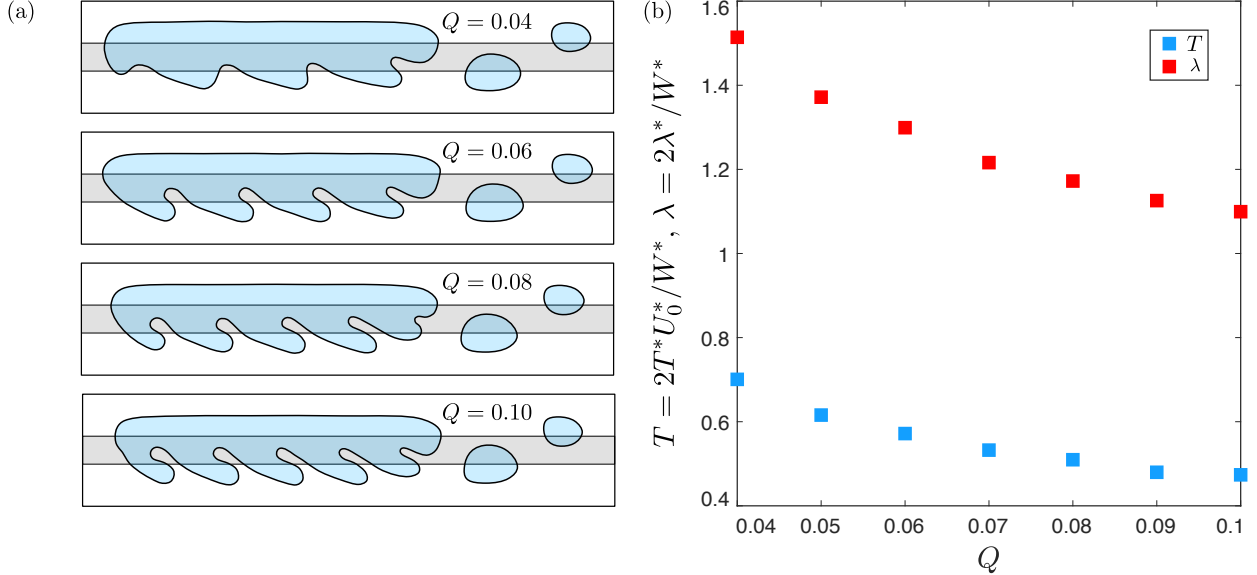 (a)
Q = 0.04
Q = 0.06
Q = 0.08
Q = 0.10
(b)
T = 2T*U₀*/W*, λ = 2λ*/W*
1.6
1.4
1.2
1
0.8
0.6
0.4
T
λ
0.04 0.05 0.06 0.07 0.08 0.09 0.1
Q